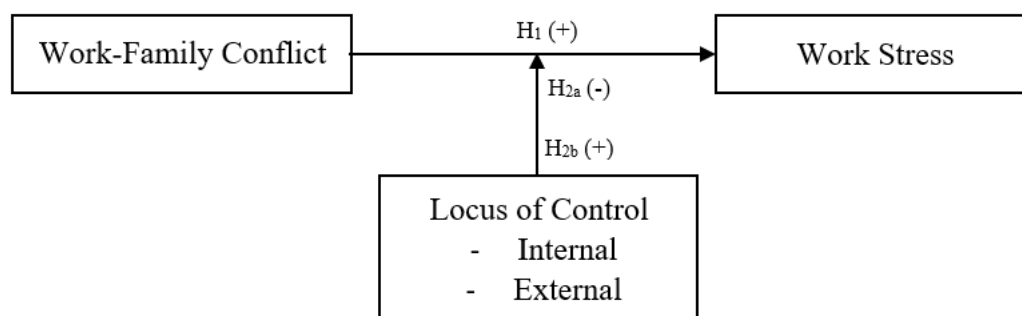 H1 (+)
Work-Family Conflict
Work Stress
H2a (-)
H2b (+)
Locus of Control
- Internal
- External